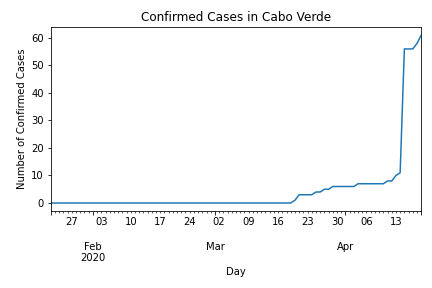 Confirmed Cases in Cabo Verde
Number of Confirmed Cases
60
50
40
30
20
10
0
27 03 10 17 24 02 09 16 23 30 06 13
Feb Mar Apr
2020
Day